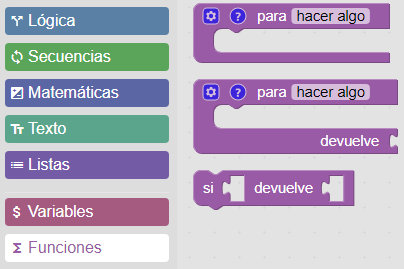 Lógica
Secuencias
Matemáticas
Texto
Listas
$ Variables
Σ Funciones
? para hacer algo
? para hacer algo
devuelve
si devuelve